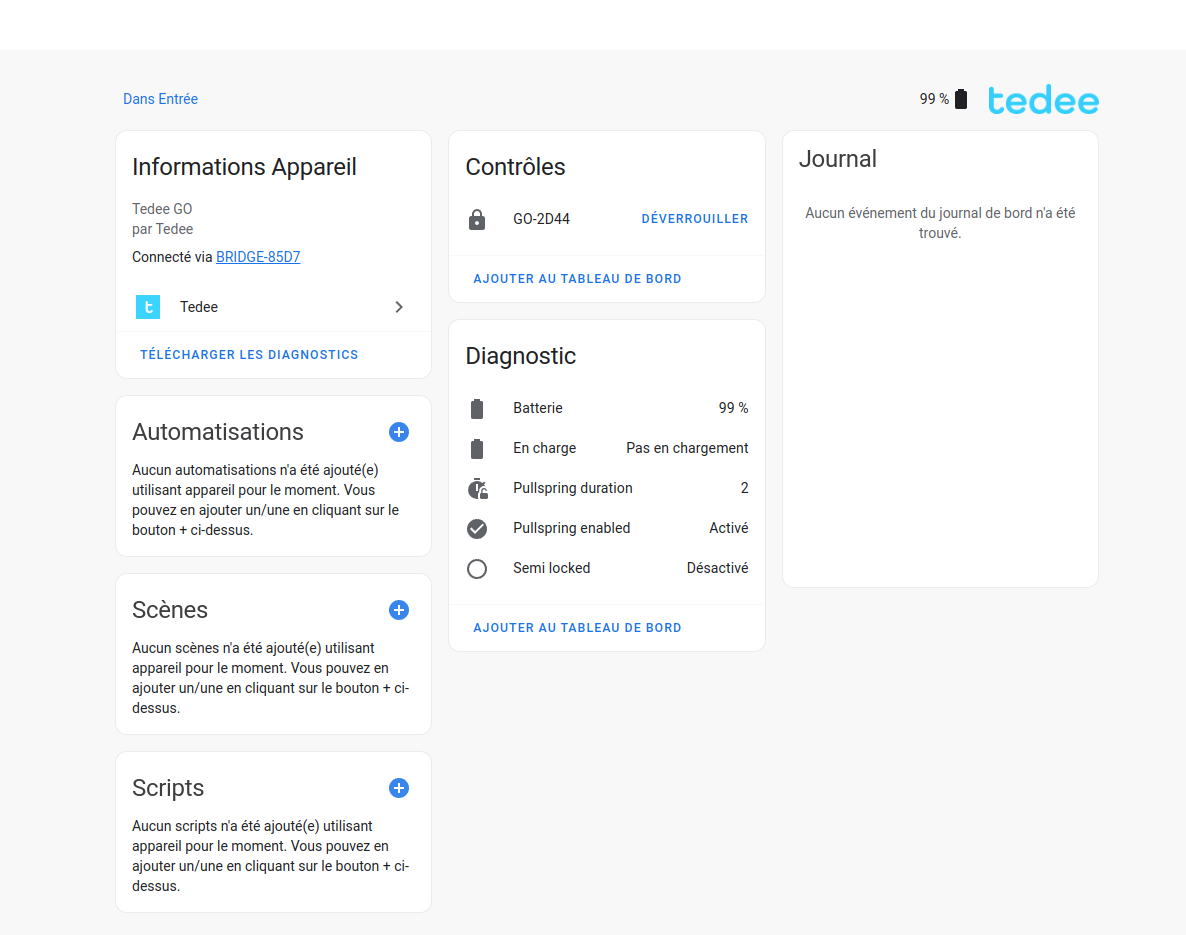 Dans Entrée
99 %
tedee
Informations Appareil
Tedee GO
par Tedee
Connecté via BRIDGE-85D7
t
Tedee
TÉLÉCHARGER LES DIAGNOSTICS
Automatisations
Aucun automatisations n'a été ajouté(e)
utilisant appareil pour le moment. Vous
pouvez en ajouter un/une en cliquant sur le
bouton + ci-dessus.
Scènes
Aucun scènes n'a été ajouté(e) utilisant
appareil pour le moment. Vous pouvez en
ajouter un/une en cliquant sur le bouton + ci-
dessus.
Scripts
Aucun scripts n'a été ajouté(e) utilisant
appareil pour le moment. Vous pouvez en
ajouter un/une en cliquant sur le bouton + ci-
dessus.
Contrôles
GO-2D44 DÉVERROUILLER
AJOUTER AU TABLEAU DE BORD
Diagnostic
Batterie 99 %
En charge Pas en chargement
Pullspring duration 2
Pullspring enabled Activé
Semi locked Désactivé
AJOUTER AU TABLEAU DE BORD
Journal
Aucun événement du journal de bord n'a été
trouvé.